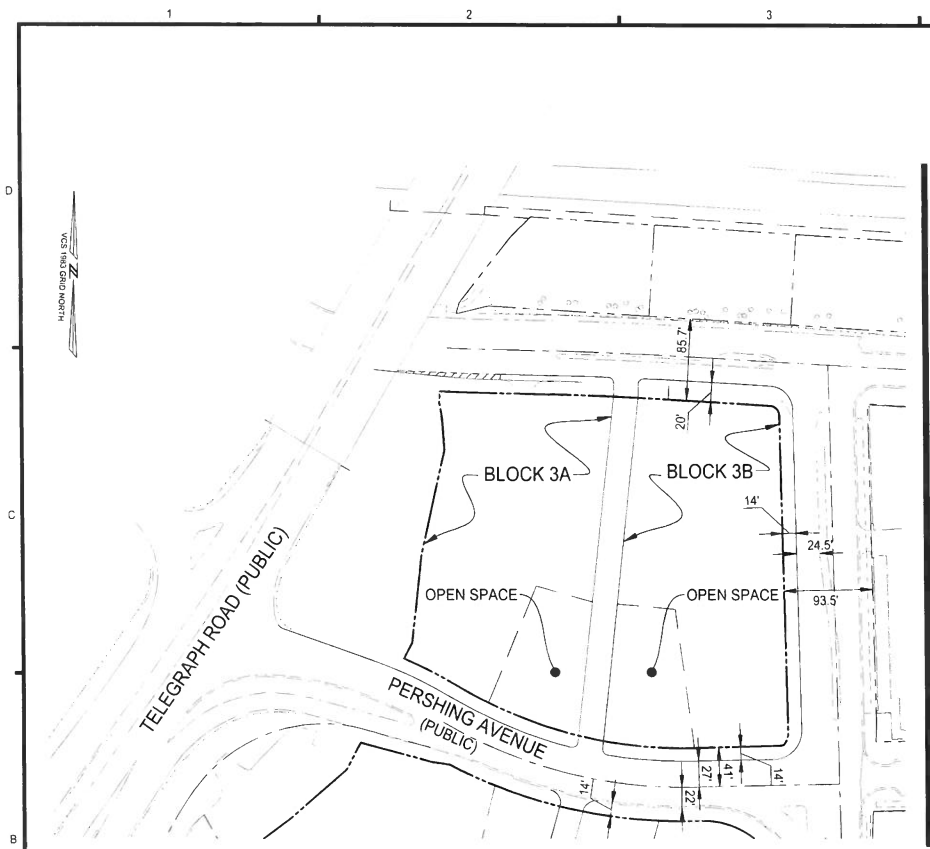 1
2
3
D
VCS 1983 GRID NORTH
N
85.7'
20'
BLOCK 3A
BLOCK 3B
14'
C
24.5'
TELEGRAPH ROAD (PUBLIC)
OPEN SPACE
OPEN SPACE
93.5'
PERSHING AVENUE
(PUBLIC)
14'
22'
27'
41'
14'
B